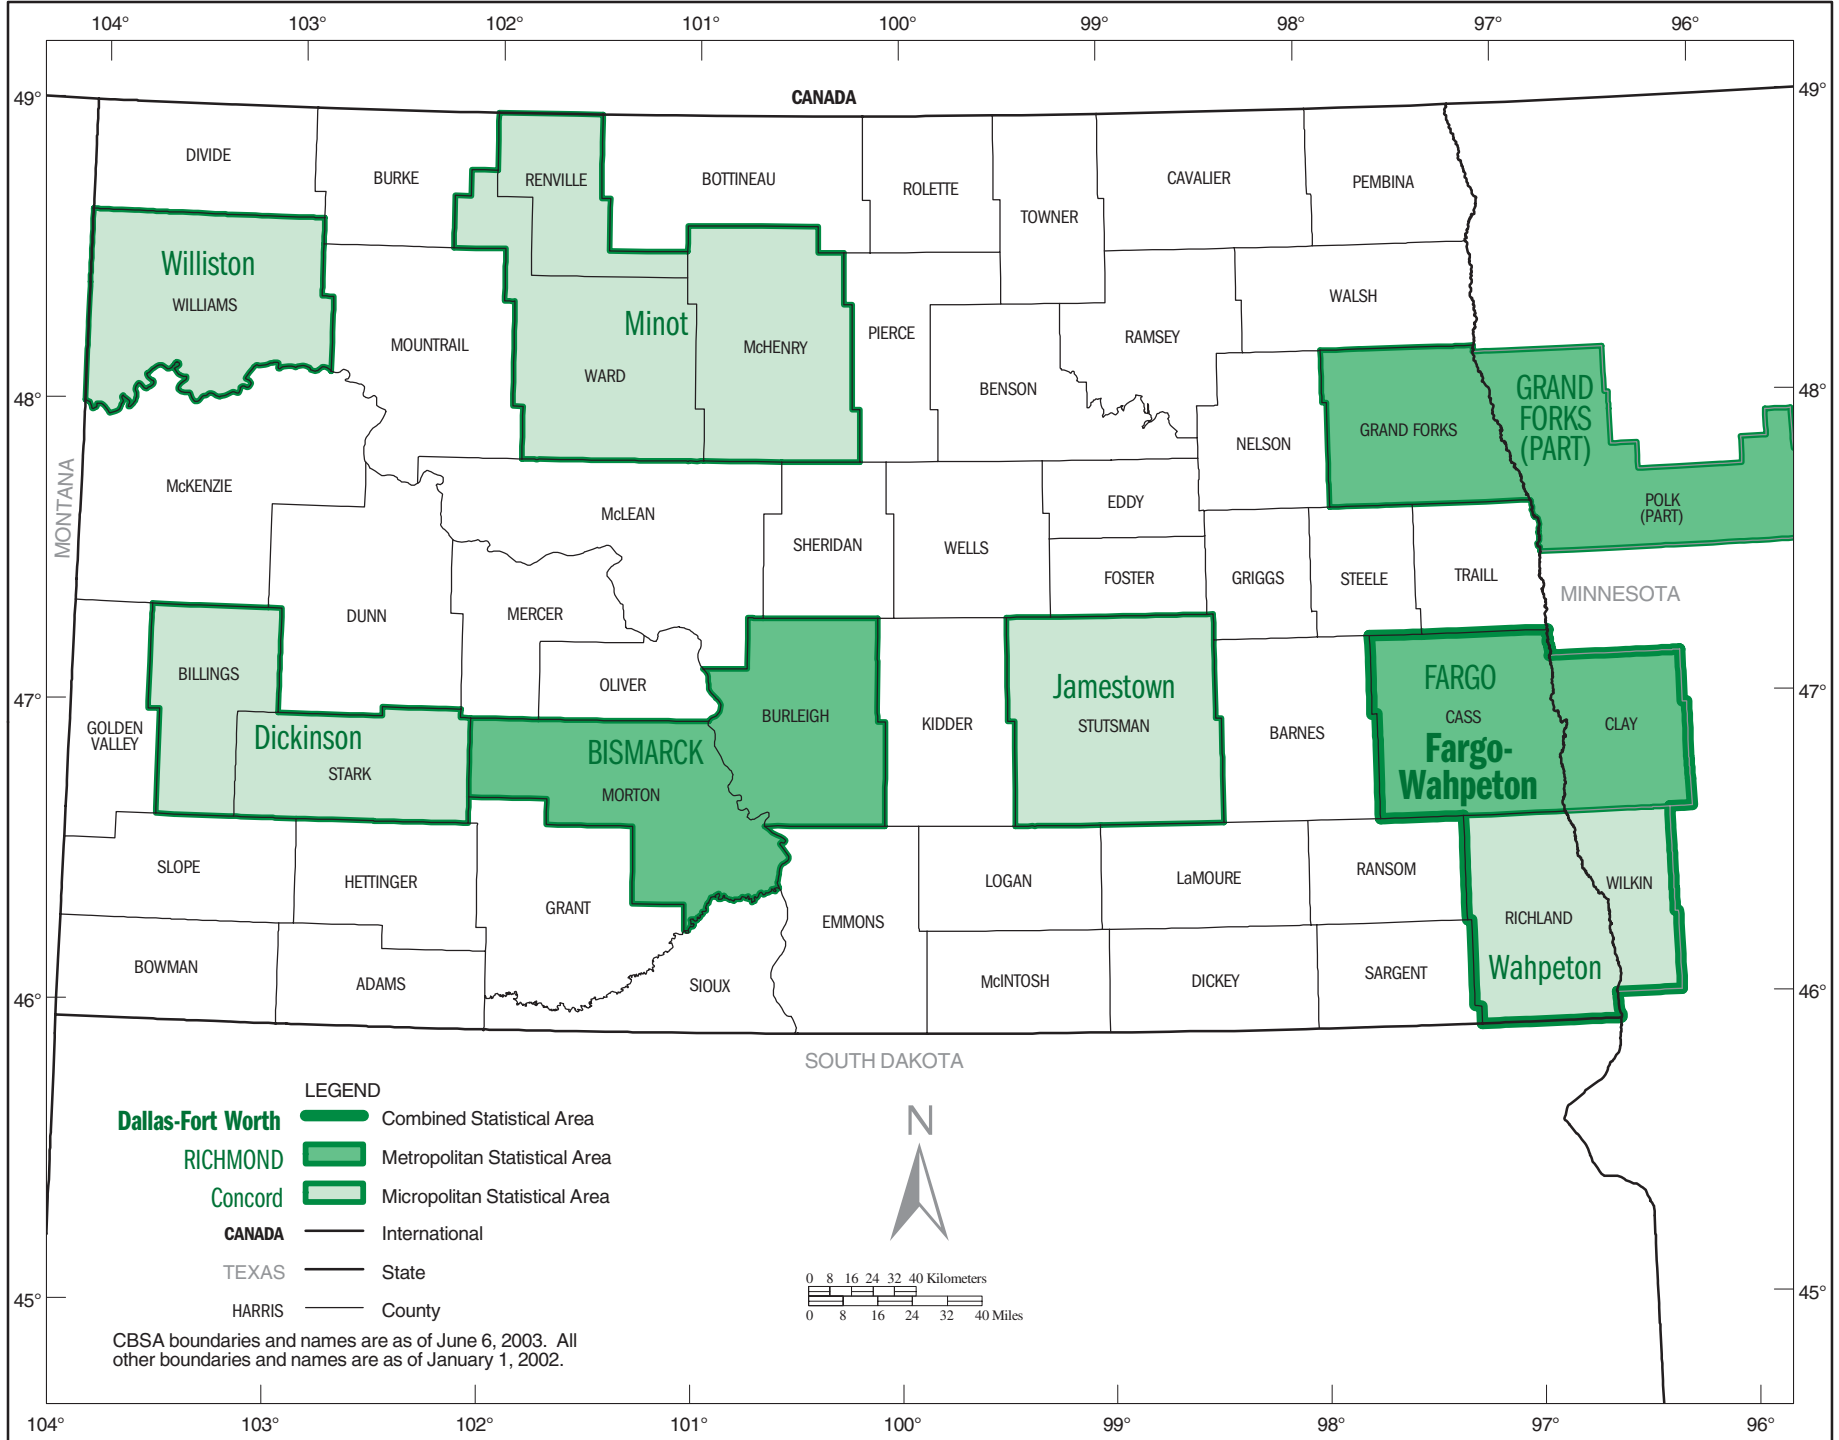 104°
103°
102°
101°
100°
99°
98°
97°
96°
49°
CANADA
49°
DIVIDE
BURKE
RENVILLE
BOTTINEAU
ROLETTE
TOWNER
CAVALIER
PEMBINA
Williston
WILLIAMS
MOUNTRAIL
Minot
WARD
McHENRY
PIERCE
BENSON
RAMSEY
WALSH
48°
48°
NELSON
GRAND FORKS
GRAND
FORKS
(PART)
POLK
(PART)
MONTANA
McKENZIE
McLEAN
SHERIDAN
WELLS
EDDY
FOSTER
GRIGGS
STEELE
TRAILL
MINNESOTA
DUNN
MERCER
OLIVER
BILLINGS
GOLDEN
VALLEY
Dickinson
STARK
BISMARCK
MORTON
BURLEIGH
KIDDER
Jamestown
STUTSMAN
BARNES
FARGO
CASS
Fargo-
Wahpeton
CLAY
47°
47°
SLOPE
HETTINGER
GRANT
EMMONS
LOGAN
LaMOURE
RANSOM
RICHLAND
Wahpeton
WILKIN
BOWMAN
ADAMS
SIOUX
McINTOSH
DICKEY
SARGENT
46°
46°
SOUTH DAKOTA
LEGEND
Dallas-Fort Worth
Combined Statistical Area
RICHMOND
Metropolitan Statistical Area
Concord
Micropolitan Statistical Area
CANADA
International
TEXAS
State
HARRIS
County
CBSA boundaries and names are as of June 6, 2003. All
other boundaries and names are as of January 1, 2002.
N
0 8 16 24 32 40 Kilometers
0 8 16 24 32 40 Miles
45°
45°
104°
103°
102°
101°
100°
99°
98°
97°
96°